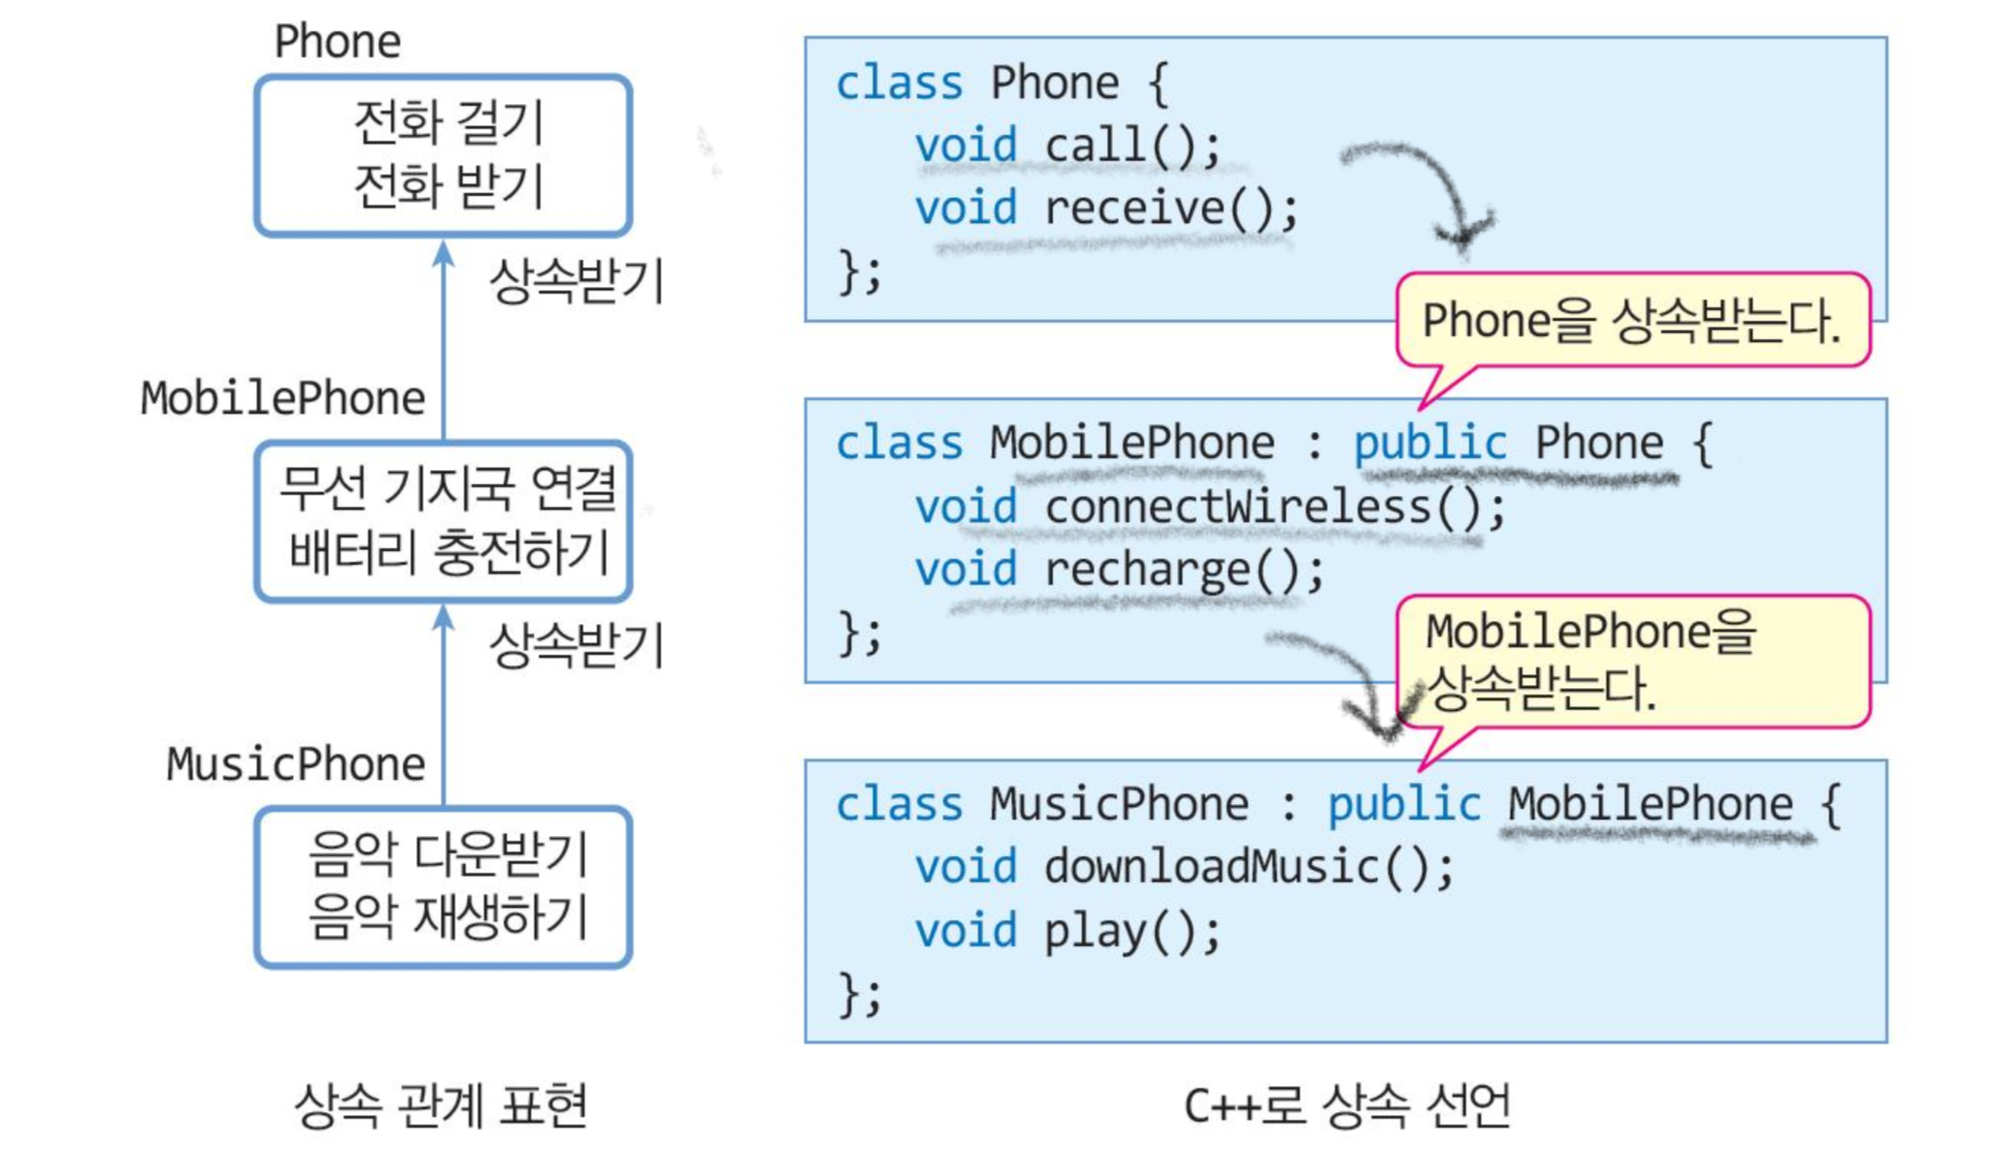 Phone
전화 걸기
전화 받기
상속받기
MobilePhone
무선 기지국 연결
배터리 충전하기
상속받기
MusicPhone
음악 다운받기
음악 재생하기
상속 관계 표현
class Phone {
void call();
void receive();
};
Phone을 상속받는다.
class MobilePhone : public Phone {
void connectWireless();
void recharge();
};
MobilePhone을
상속받는다.
class MusicPhone : public MobilePhone {
void downloadMusic();
void play();
};
C++로 상속 선언